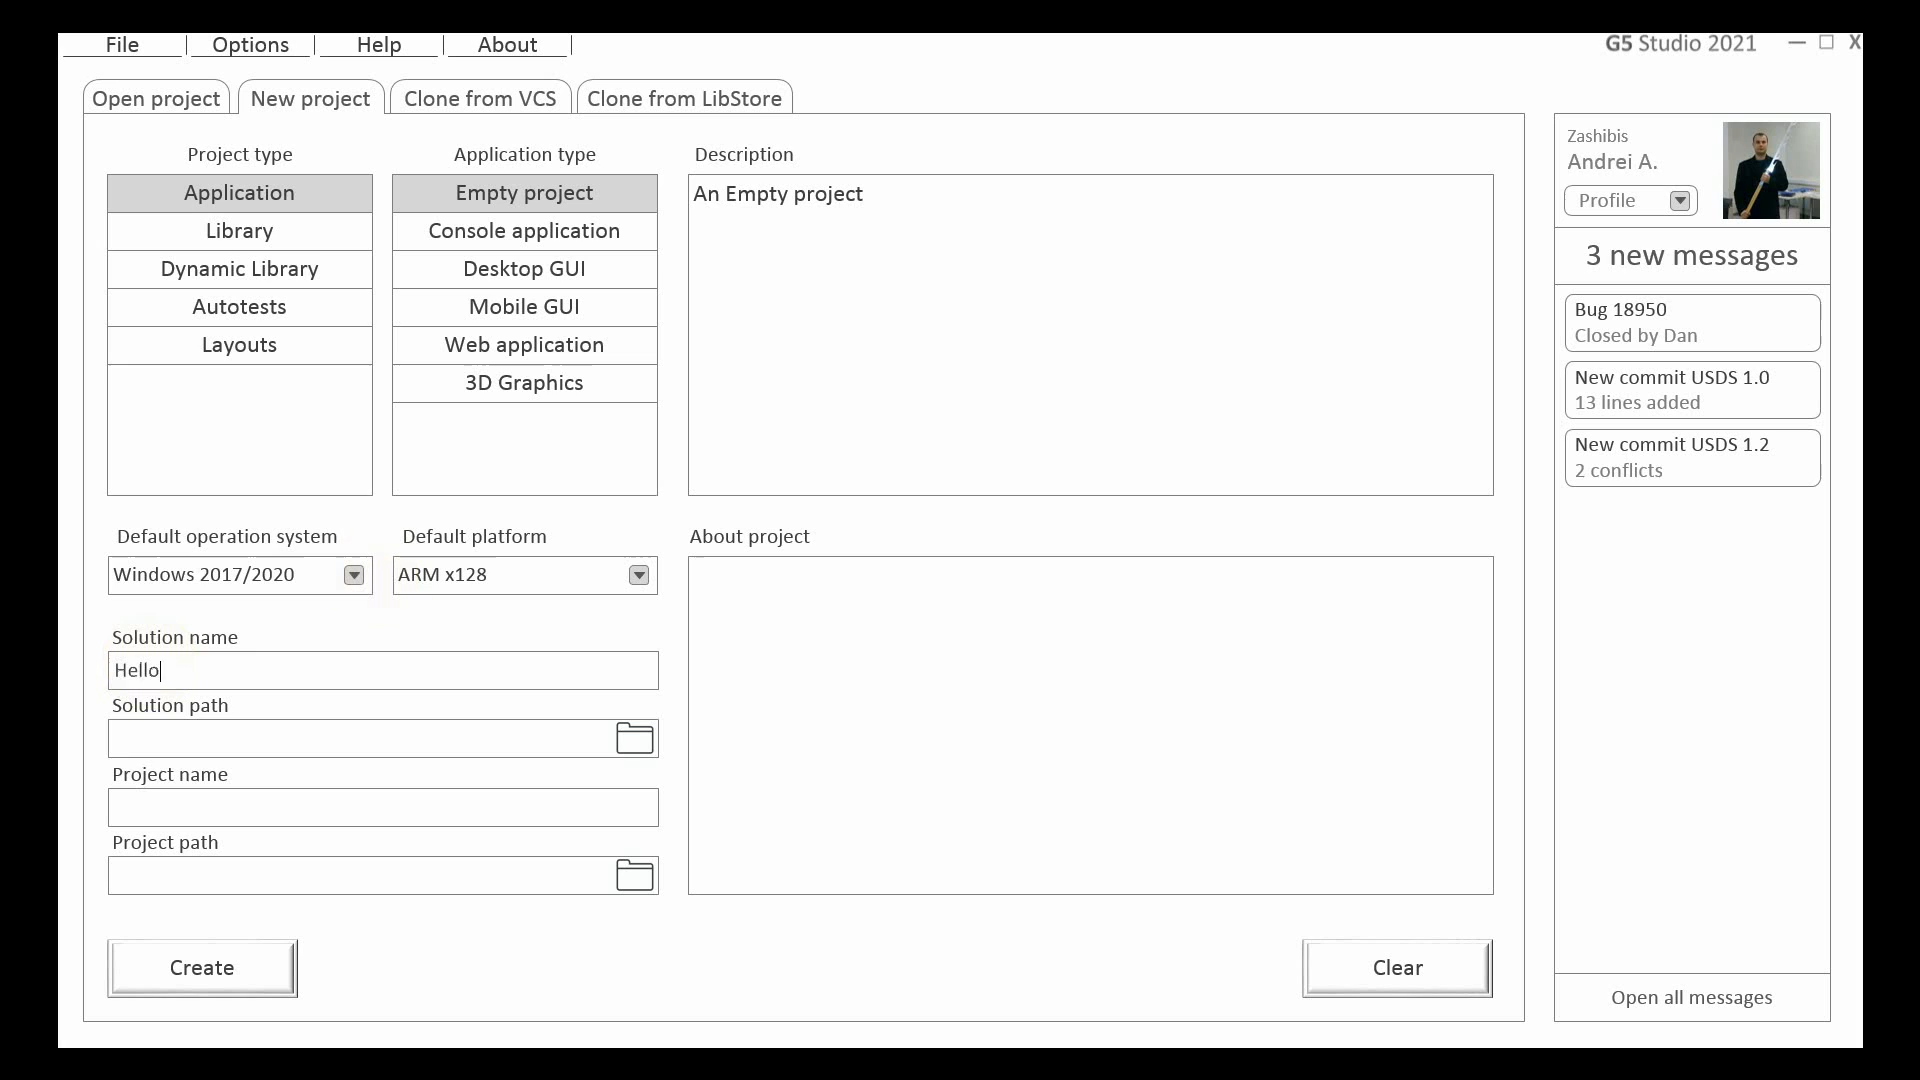 File Options Help About
G5 Studio 2021 X
Open project New project Clone from VCS Clone from LibStore
Project type Application type Description
Application Empty project An Empty project
Library Console application
Dynamic Library Desktop GUI
Autotests Mobile GUI
Layouts Web application
3D Graphics
Default operation system Default platform About project
Windows 2017/2020 ARM x128
Solution name
Hello
Solution path
Project name
Project path
Create Clear
Zashibis
Andrei A.
Profile
3 new messages
Bug 18950
Closed by Dan
New commit USDS 1.0
13 lines added
New commit USDS 1.2
2 conflicts
Open all messages